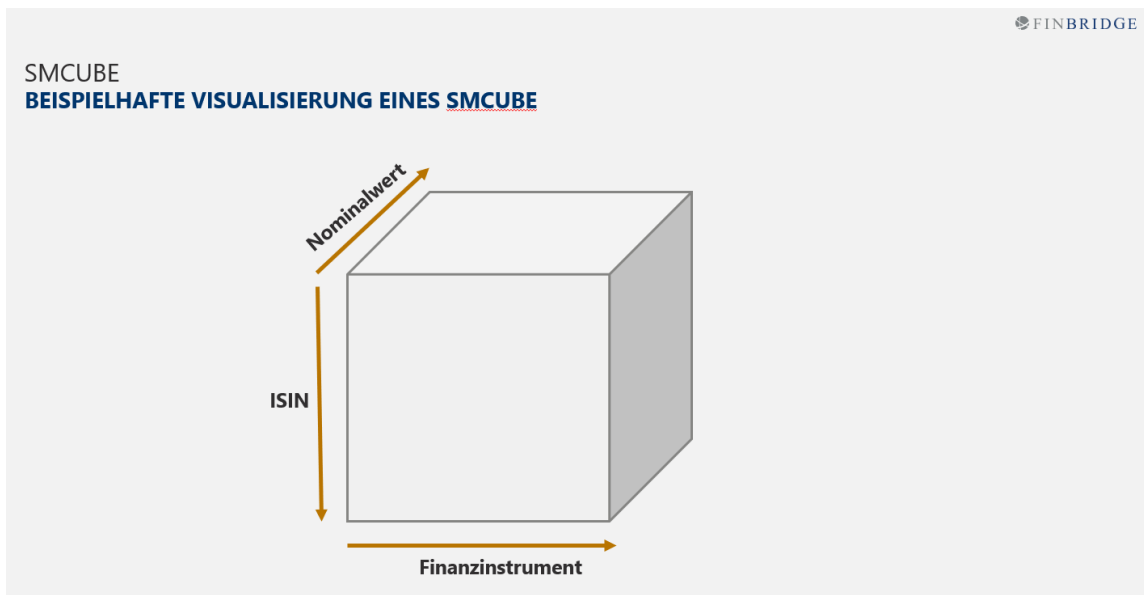 FINBRIDGE
SMCUBE
BEISPIELHAFTE VISUALISIERUNG EINES SMCUBE
Nominalwert
ISIN
Finanzinstrument